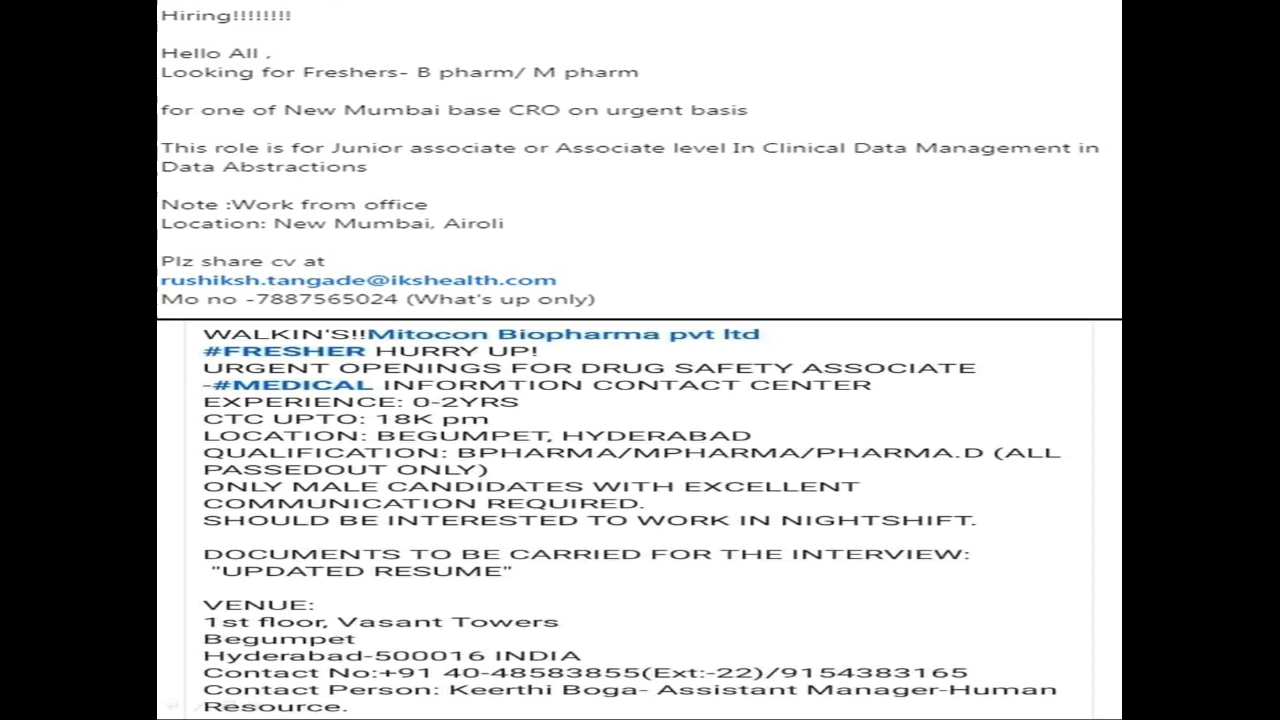 Hiring!!!!!!!!
Hello All ,
Looking for Freshers- B pharm/ M pharm
for one of New Mumbai base CRO on urgent basis
This role is for Junior associate or Associate level In Clinical Data Management in
Data Abstractions
Note :Work from office
Location: New Mumbai, Airoli
Plz share cv at
rushiksh.tangade@ikshealth.com
Mo no -7887565024 (What's up only)
WALKIN'S!!Mitocon Biopharma pvt ltd
#FRESHER HURRY UP!
URGENT OPENINGS FOR DRUG SAFETY ASSOCIATE
-#MEDICAL INFORMTION CONTACT CENTER
EXPERIENCE: 0-2YRS
CTC UPTO: 18K pm
LOCATION: BEGUMPET, HYDERABAD
QUALIFICATION: BPHARMA/MPHARMA/PHARMA.D (ALL
PASSEDOUT ONLY)
ONLY MALE CANDIDATES WITH EXCELLENT
COMMUNICATION REQUIRED.
SHOULD BE INTERESTED TO WORK IN NIGHTSHIFT.
DOCUMENTS TO BE CARRIED FOR THE INTERVIEW:
"UPDATED RESUME"
VENUE:
1st floor, Vasant Towers
Begumpet
Hyderabad-500016 INDIA
Contact No:+91 40-48583855(Ext:-22)/9154383165
Contact Person: Keerthi Boga- Assistant Manager-Human
Resource.